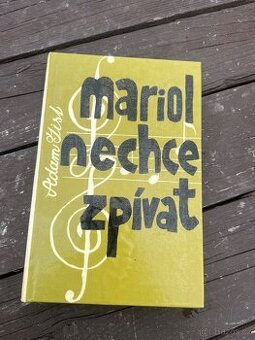 Adam Gist
mariol
nechce
zpívat